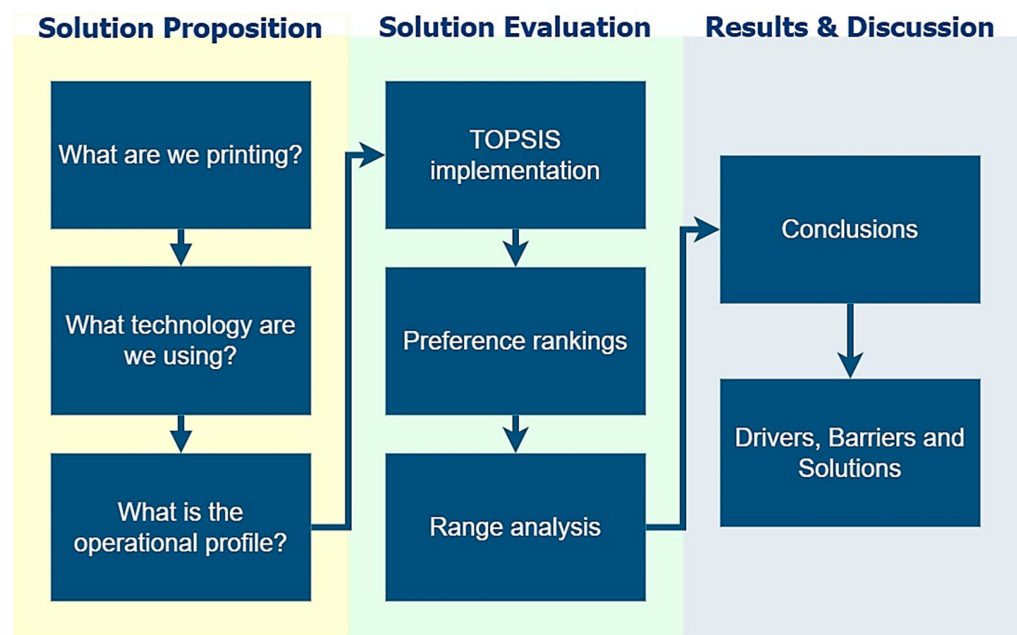 Solution Proposition
What are we printing?
What technology are
we using?
What is the
operational profile?
Solution Evaluation
TOPSIS
implementation
Preference rankings
Range analysis
Results & Discussion
Conclusions
Drivers, Barriers and
Solutions